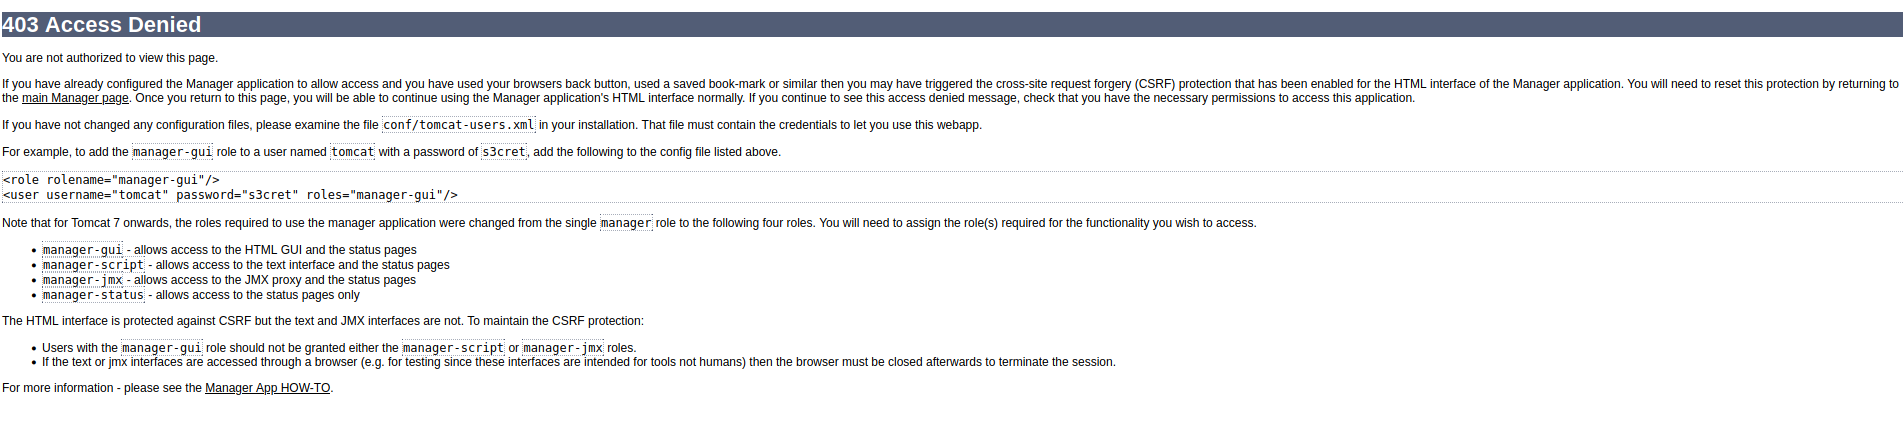 403 Access Denied
You are not authorized to view this page.
If you have already configured the Manager application to allow access and you have used your browsers back button, used a saved book-mark or similar then you may have triggered the cross-site request forgery (CSRF) protection that has been enabled for the HTML interface of the Manager application. You will need to reset this protection by returning to
the main Manager page. Once you return to this page, you will be able to continue using the Manager application's HTML interface normally. If you continue to see this access denied message, check that you have the necessary permissions to access this application.
If you have not changed any configuration files, please examine the file conf/tomcat-users.xml in your installation. That file must contain the credentials to let you use this webapp.
For example, to add the manager-gui role to a user named tomcat with a password of s3cret, add the following to the config file listed above.
<role rolename="manager-gui"/>
<user username="tomcat" password="s3cret" roles="manager-gui"/>
Note that for Tomcat 7 onwards, the roles required to use the manager application were changed from the single manager role to the following four roles. You will need to assign the role(s) required for the functionality you wish to access.
• manager-gui - allows access to the HTML GUI and the status pages
• manager-script - allows access to the text interface and the status pages
• manager-jmx - allows access to the JMX proxy and the status pages
• manager-status - allows access to the status pages only
The HTML interface is protected against CSRF but the text and JMX interfaces are not. To maintain the CSRF protection:
• Users with the manager-gui role should not be granted either the manager-script or manager-jmx roles.
• If the text or jmx interfaces are accessed through a browser (e.g. for testing since these interfaces are intended for tools not humans) then the browser must be closed afterwards to terminate the session.
For more information - please see the Manager App HOW-TO.